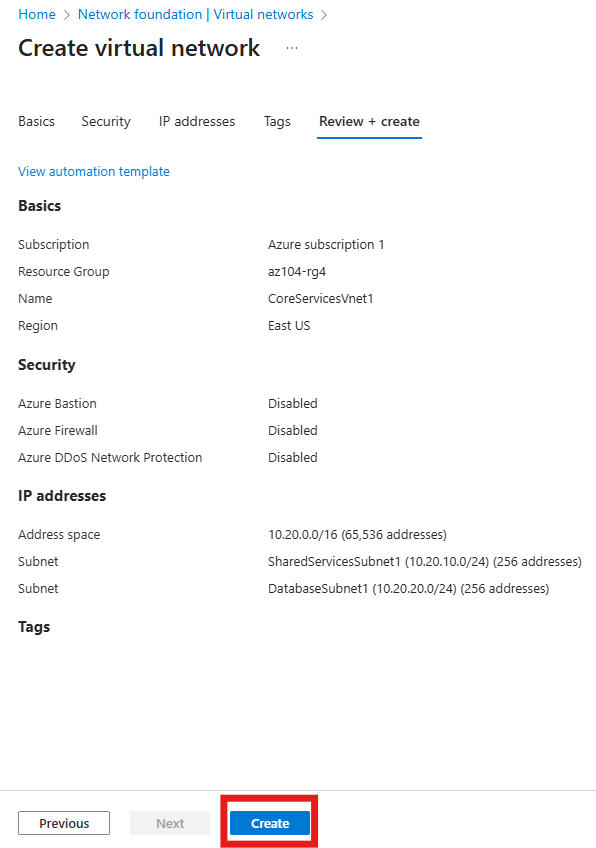 Home > Network foundation | Virtual networks >
Create virtual network ...
Basics Security IP addresses Tags Review + create
View automation template
Basics
Subscription Azure subscription 1
Resource Group az104-rg4
Name CoreServicesVnet1
Region East US
Security
Azure Bastion Disabled
Azure Firewall Disabled
Azure DDoS Network Protection Disabled
IP addresses
Address space 10.20.0.0/16 (65,536 addresses)
Subnet SharedServicesSubnet1 (10.20.10.0/24) (256 addresses)
Subnet DatabaseSubnet1 (10.20.20.0/24) (256 addresses)
Tags
Previous Next Create